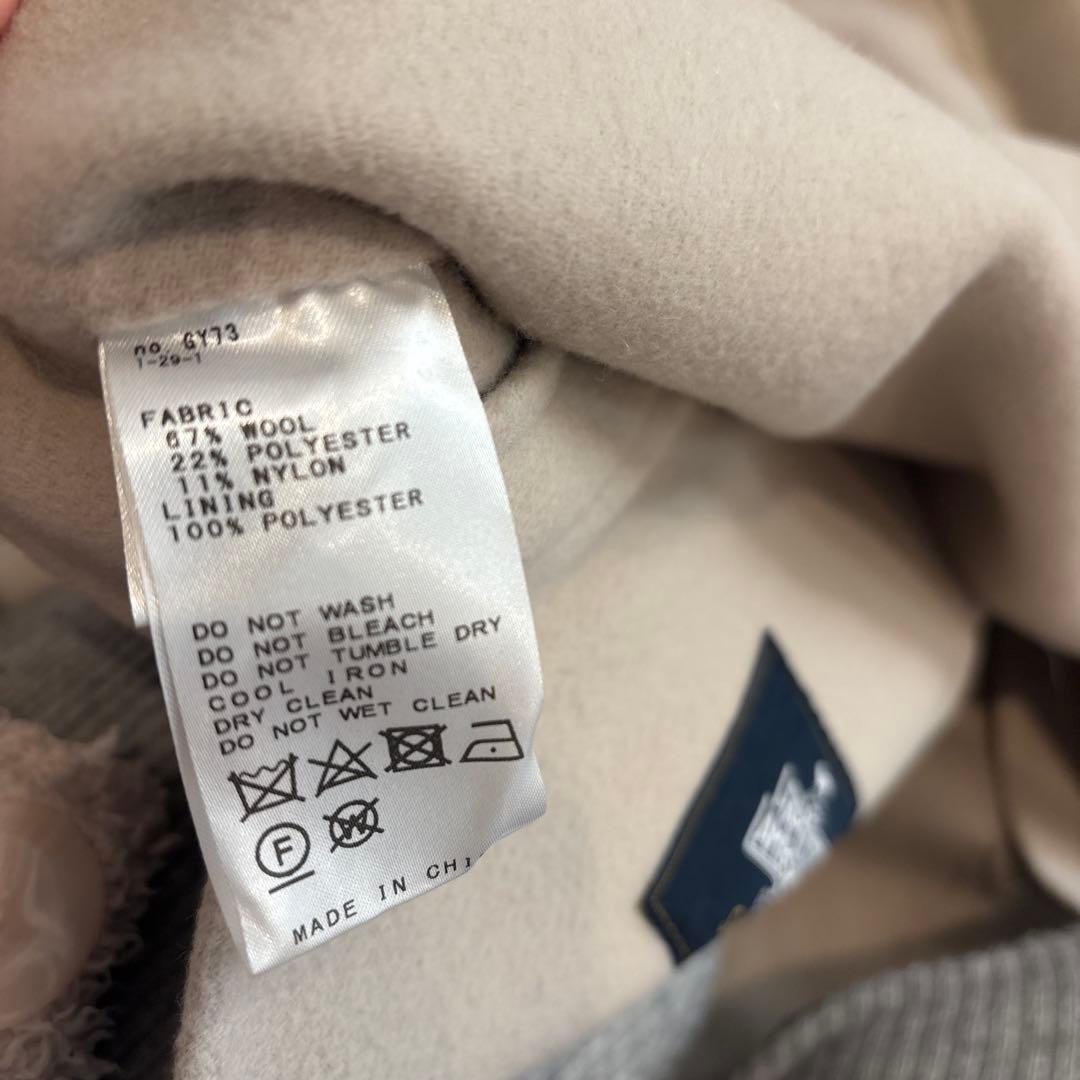 no. GY73
1-29-1
FABRIC
67% WOOL
22% POLYESTER
11% NYLON
LINING
100% POLYESTER
DO NOT WASH
DO NOT BLEACH
DO NOT TUMBLE DRY
COOL IRON
DRY CLEAN
DO NOT WET CLEAN
F W
MADE IN CHI